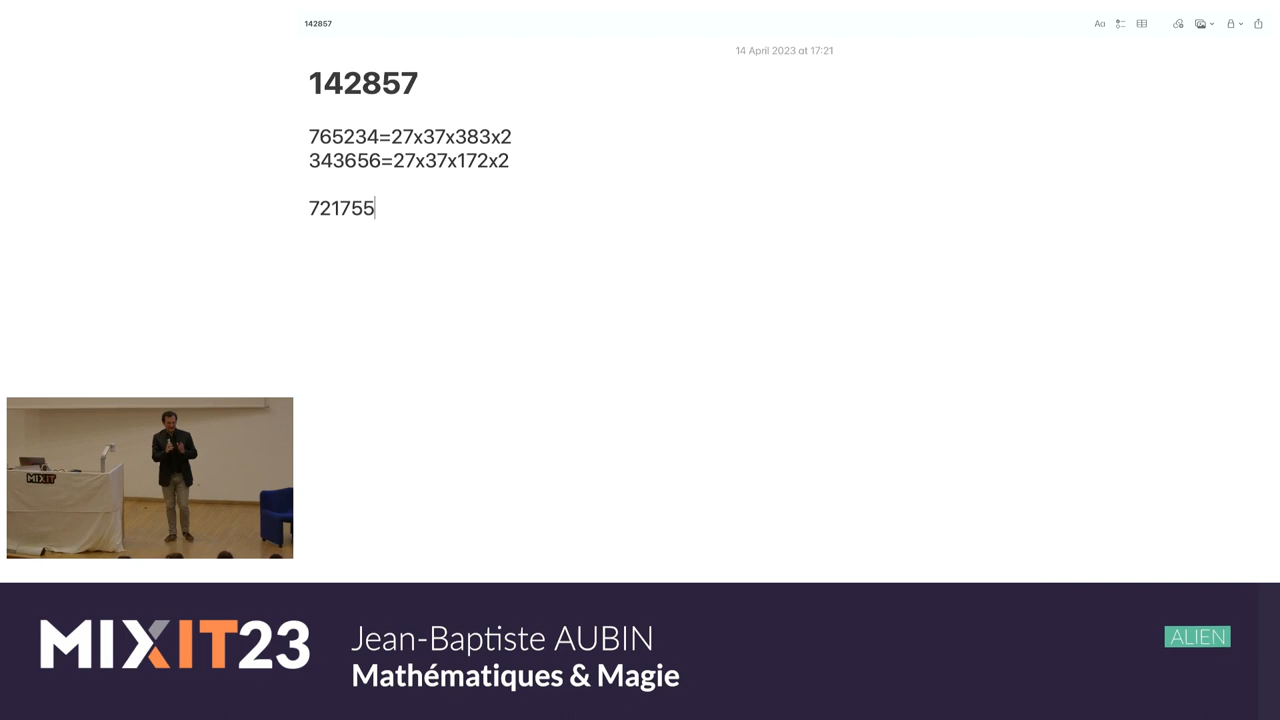 142857
Aa
14 April 2023 at 17:21
142857
765234=27x37x383x2
343656=27x37x172x2
721755
MIXIT
MIXIT23
Jean-Baptiste AUBIN
Mathématiques & Magie
ALIEN